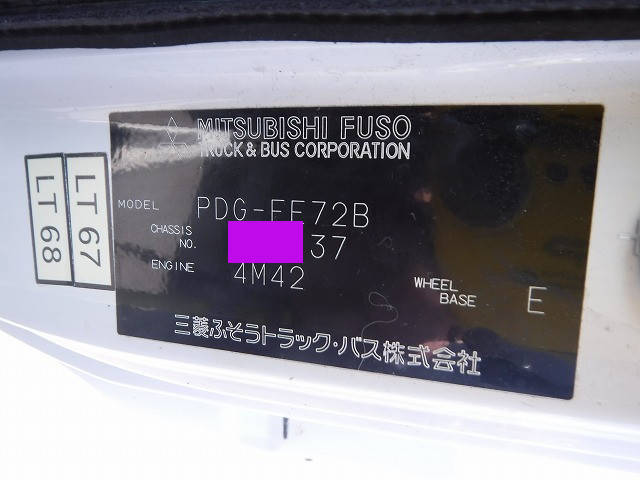 MITSUBISHI FUSO
TRUCK & BUS CORPORATION
MODEL PDG-FE72B
CHASSIS NO. 37
ENGINE 4M42
WHEEL BASE E
三菱ふそうトラック・バス株式会社
LT 67
LT 68